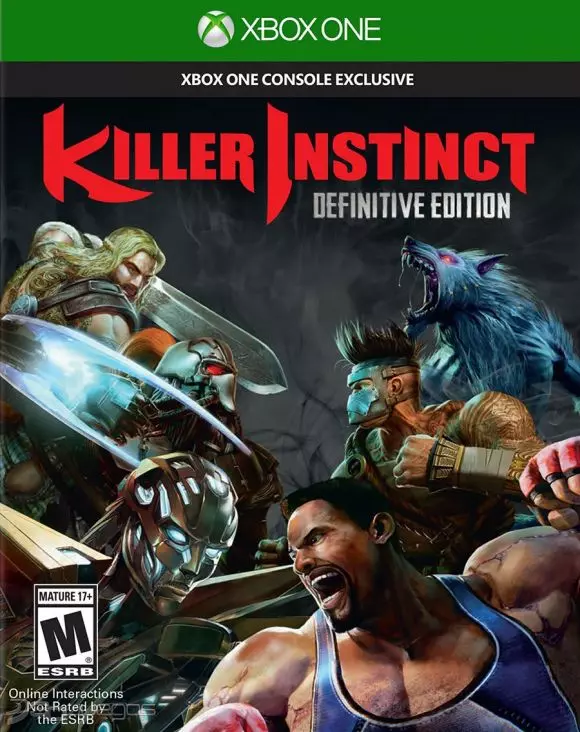 XBOX ONE
XBOX ONE CONSOLE EXCLUSIVE
KILLER INSTINCT
DEFINITIVE EDITION
MATURE 17+
M
®
ESRB
Online Interactions
Not Rated by
the ESRB